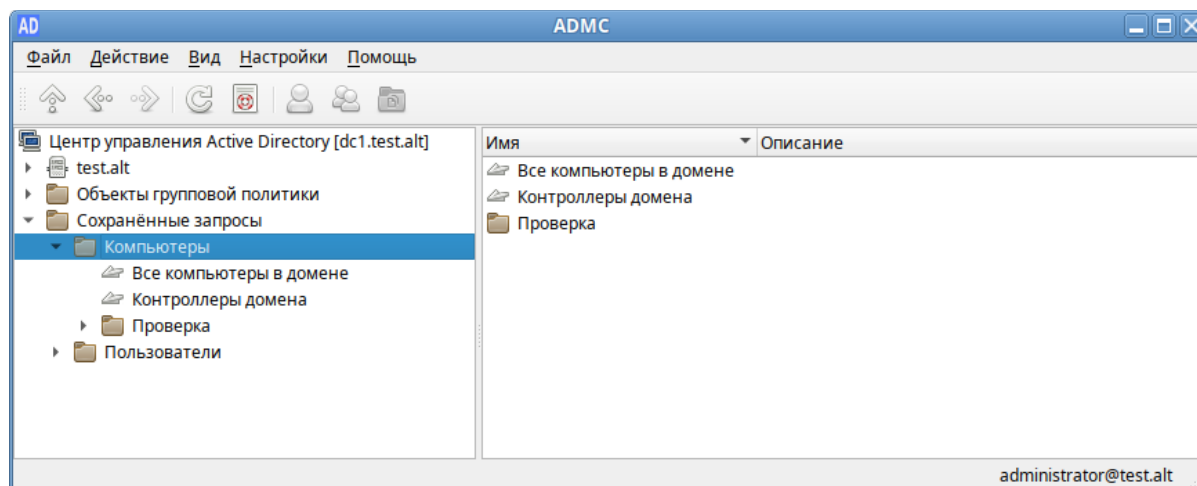 AD ADMC
Файл Действие Вид Настройки Помощь
Центр управления Active Directory [dc1.test.alt]
test.alt
Объекты групповой политики
Сохранённые запросы
Компьютеры
Все компьютеры в домене
Контроллеры домена
Проверка
Пользователи
Имя Описание
Все компьютеры в домене
Контроллеры домена
Проверка
administrator@test.alt